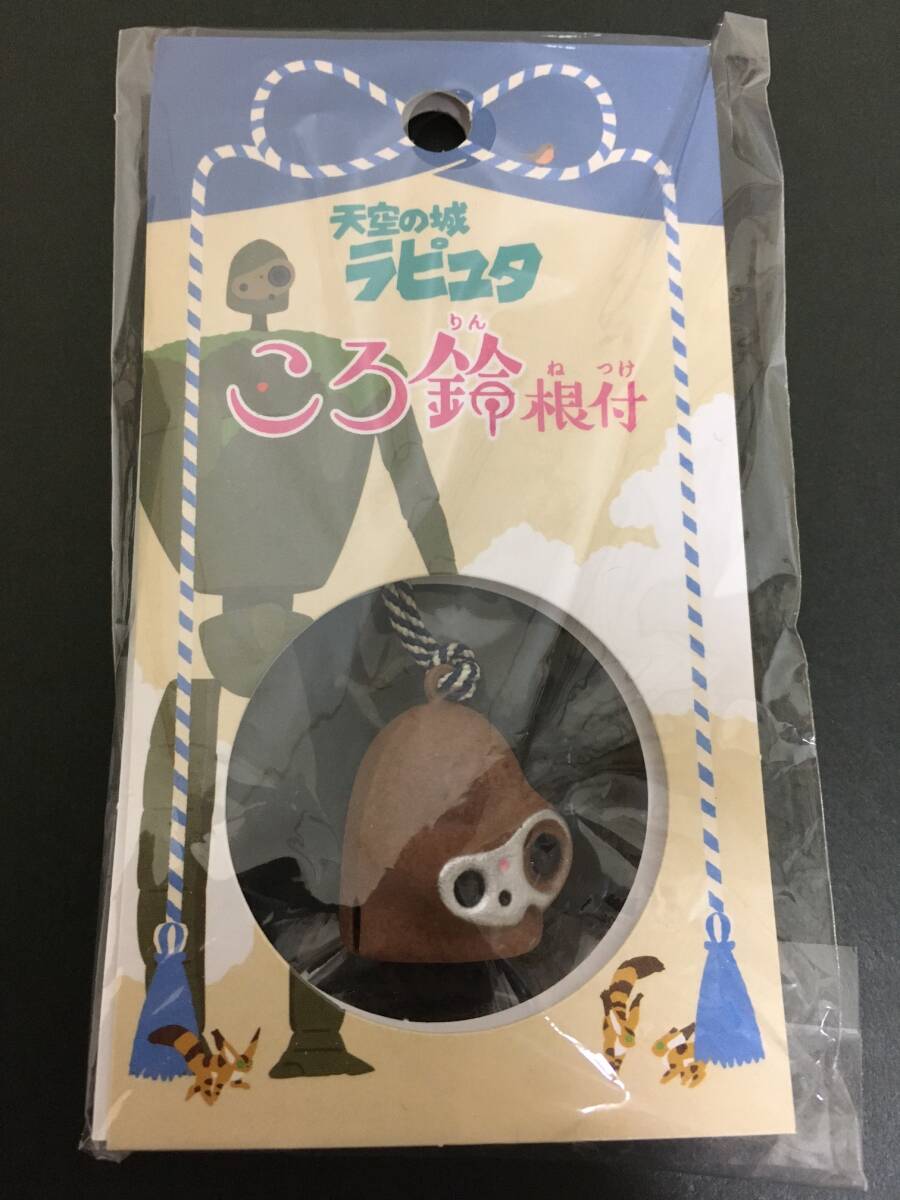 天空の城
ラピュタ
ころ鈴根付
りん
ね つけ